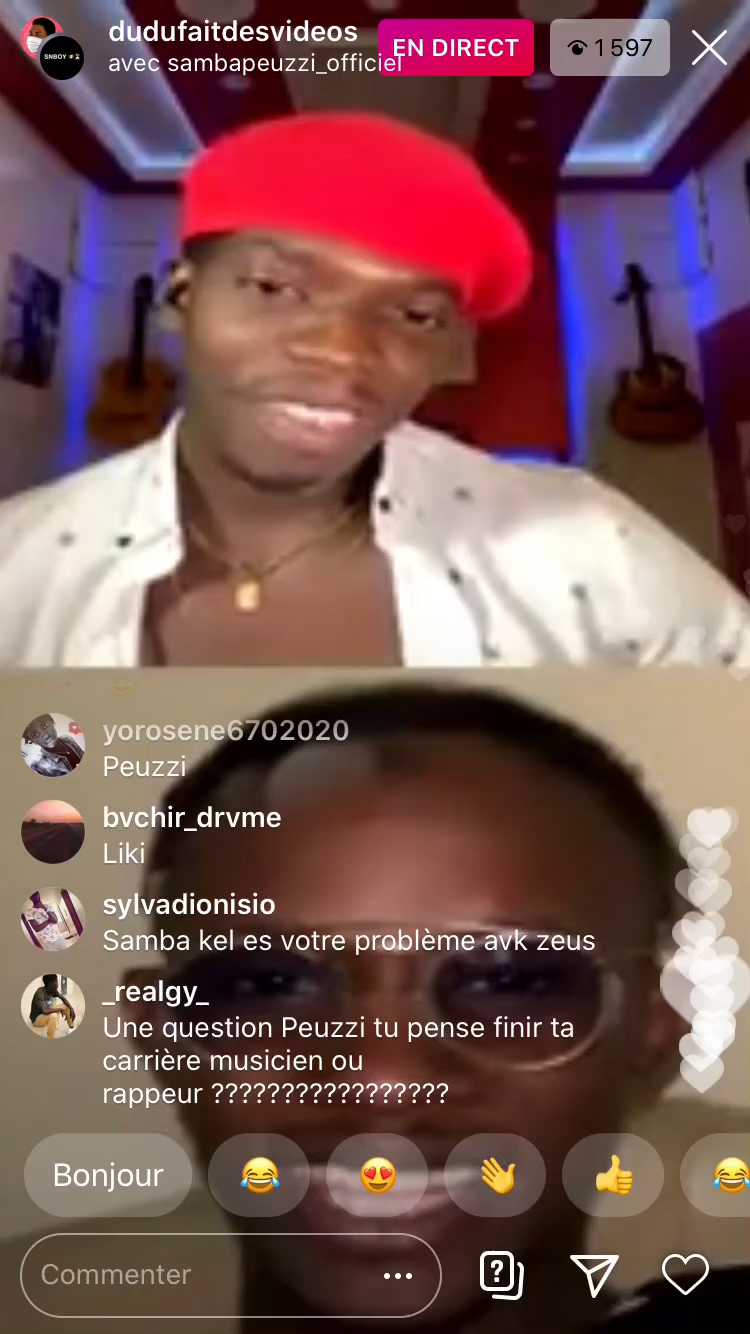 dudufaitdesvideos
avec sambapeuzzi_officiel
EN DIRECT
1 597
SNBOY
yorosene6702020
Peuzzi
bvchir_drvme
Liki
sylvadionisio
Samba kel es votre problème avk zeus
_realgy_
Une question Peuzzi tu pense finir ta
carrière musicien ou
rappeur ?????????????????
Bonjour
Commenter